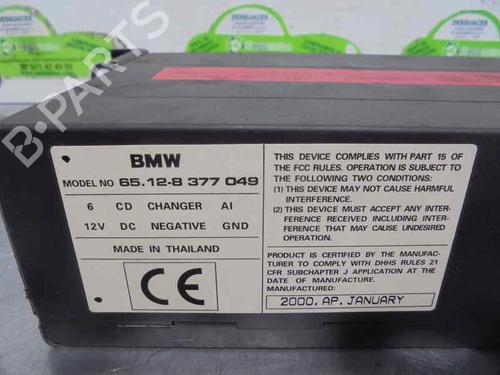 DESGUACES
B-PARTS
BMW
MODEL NO 65.12-8 377 049
6 CD CHANGER AI
12V DC NEGATIVE GND
MADE IN THAILAND
CE
THIS DEVICE COMPLIES WITH PART 15 OF
THE FCC RULES. OPERATION IS SUBJECT TO
THE FOLLOWING TWO CONDITIONS:
(1) THIS DEVICE MAY NOT CAUSE HARMFUL
INTERFERENCE.
(2) THIS DEVICE MUST ACCEPT ANY INTER-
FERENCE RECEIVED INCLUDING INTER-
FERENCE THAT MAY CAUSE UNDESIRED
OPERATION.
PRODUCT IS CERTIFIED BY THE MANUFAC-
TURER TO COMPLY WITH DHHS RULES 21
CFR SUBCHAPTER J APPLICATION AT THE
DATE OF MANUFACTURE.
MANUFACTURED:
2000.AP.JANUARY